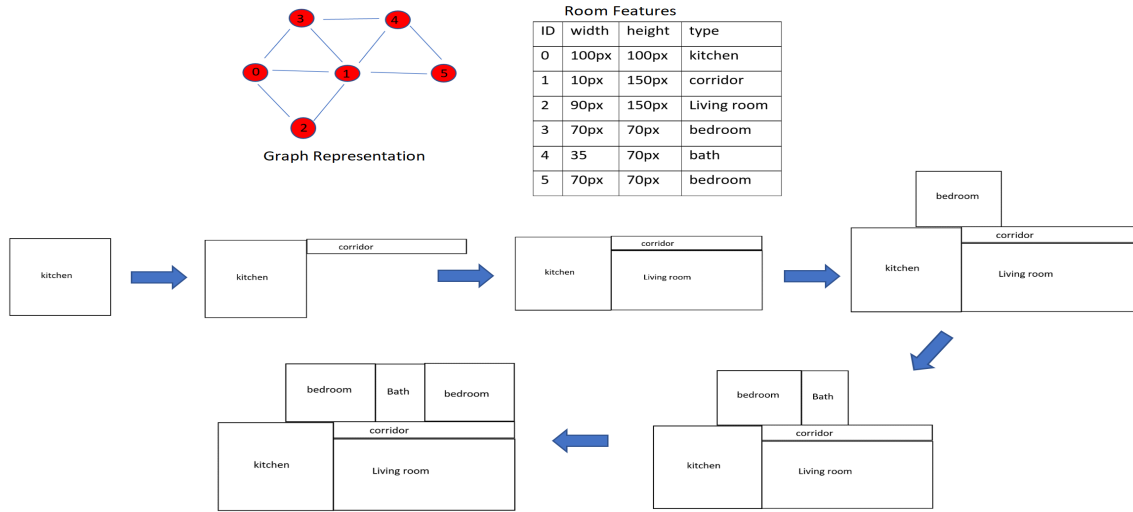 Room Features
3
4
0
1
5
2
Graph Representation
ID width height type
0 100px 100px kitchen
1 10px 150px corridor
2 90px 150px Living room
3 70px 70px bedroom
4 35 70px bath
5 70px 70px bedroom
kitchen
kitchen
corridor
kitchen
corridor
Living room
bedroom
kitchen
corridor
Living room
bedroom
Bath
bedroom
corridor
kitchen
Living room
bedroom
Bath
corridor
kitchen
Living room